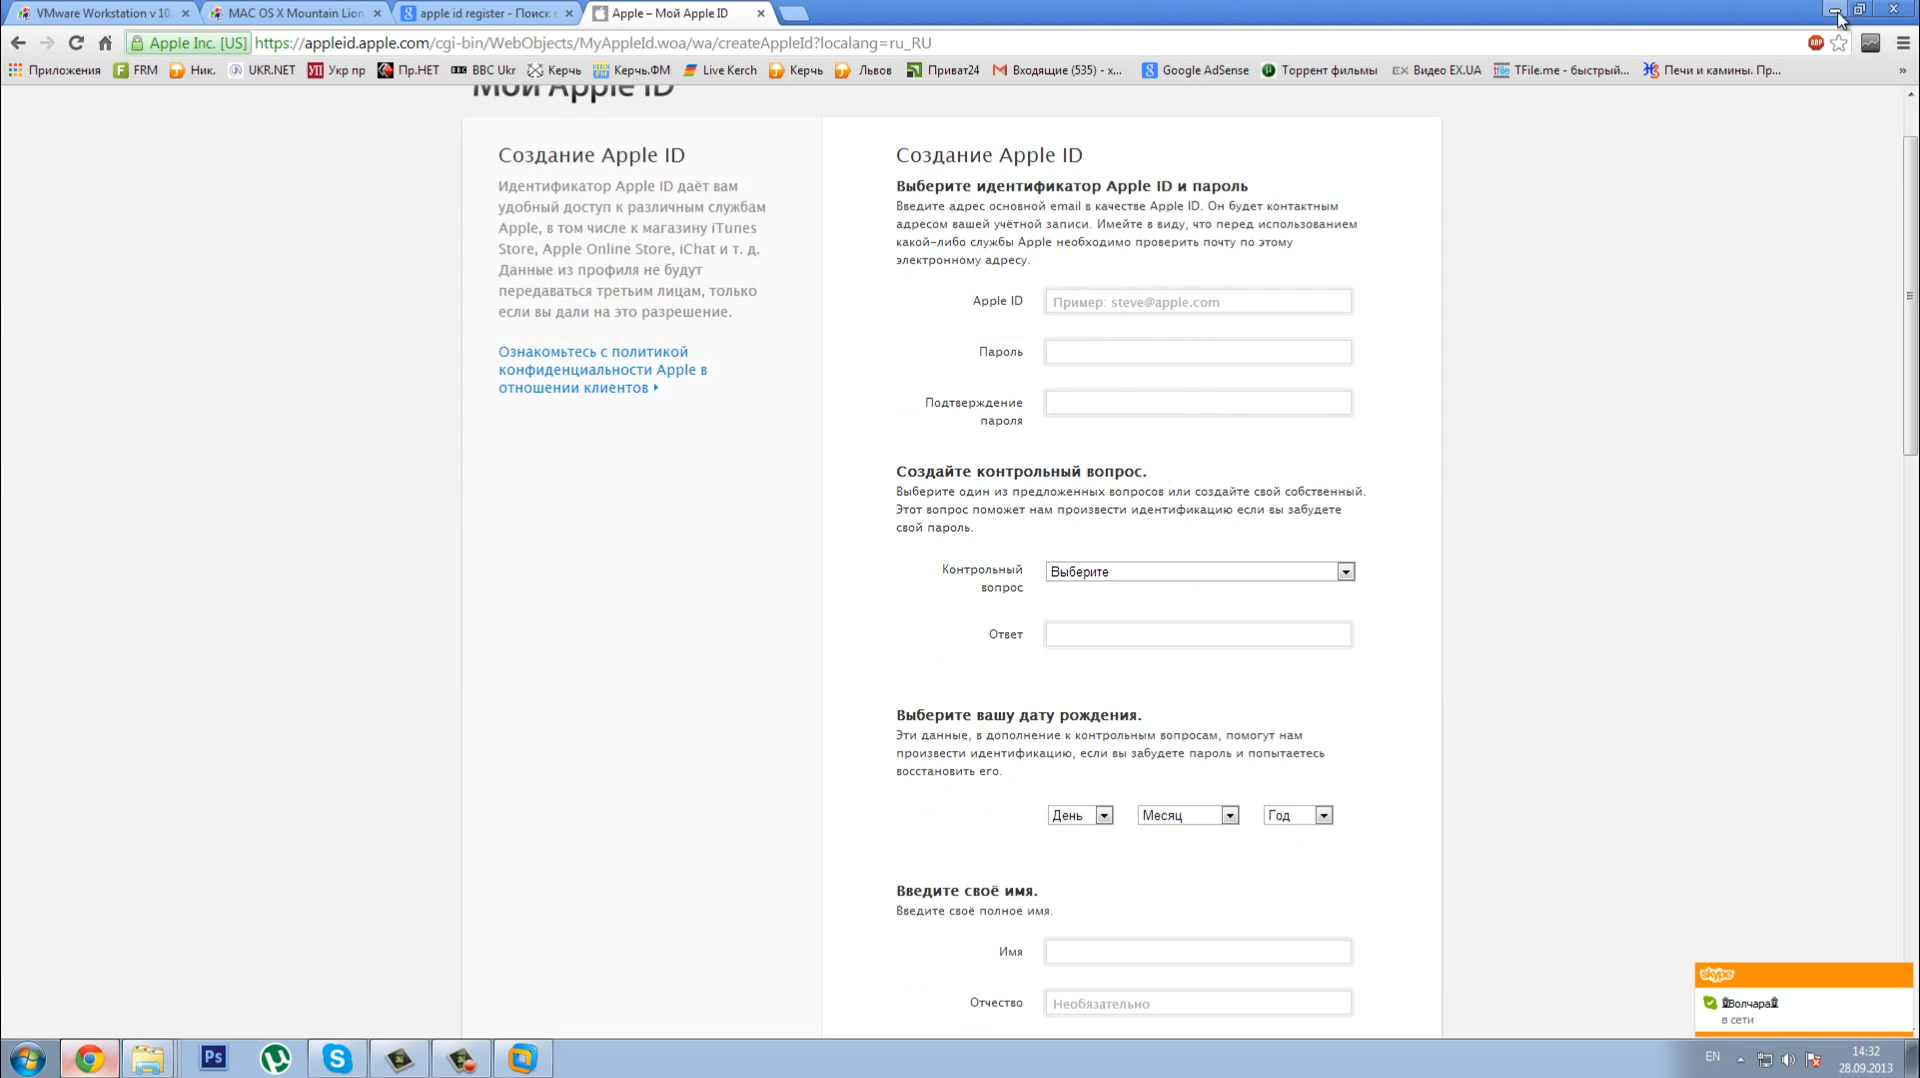 VMware Workstation v 10.
MAC OS X Mountain Lion
apple id register - Поиск
Apple – Мой Apple ID
Apple Inc. [US]
https://appleid.apple.com/cgi-bin/WebObjects/MyAppleId.woa/wa/createAppleId?localang=ru_RU
ABP
Приложения
FRM
Ник.
UKR.NET
УП Укр пр
Пр.НЕТ
BBC BBC Ukr
Керчь
Керчь.ФМ
Live Kerch
Керчь
Львов
Приват24
Входящие (535) - x...
Google AdSense
Торрент фильмы
EX Видео EX.UA
tfile TFile.me - быстрый...
Печи и камины. Пр...
Мой Apple ID
Создание Apple ID
Идентификатор Apple ID даёт вам
удобный доступ к различным службам
Apple, в том числе к магазину iTunes
Store, Apple Online Store, iChat и т. д.
Данные из профиля не будут
передаваться третьим лицам, только
если вы дали на это разрешение.
Ознакомьтесь с политикой
конфиденциальности Apple в
отношении клиентов
Создание Apple ID
Выберите идентификатор Apple ID и пароль
Введите адрес основной email в качестве Apple ID. Он будет контактным
адресом вашей учётной записи. Имейте в виду, что перед использованием
какой-либо службы Apple необходимо проверить почту по этому
электронному адресу.
Apple ID
Пример: steve@apple.com
Пароль
Подтверждение
пароля
Создайте контрольный вопрос.
Выберите один из предложенных вопросов или создайте свой собственный.
Этот вопрос поможет нам произвести идентификацию если вы забудете
свой пароль.
Контрольный
вопрос
Выберите
Ответ
Выберите вашу дату рождения.
Эти данные, в дополнение к контрольным вопросам, помогут нам
произвести идентификацию, если вы забудете пароль и попытаетесь
восстановить его.
День
Месяц
Год
Введите своё имя.
Введите своё полное имя.
Имя
Отчество
Необязательно
skype
Волчара
в сети
Ps
EN
14:32
28.09.2013